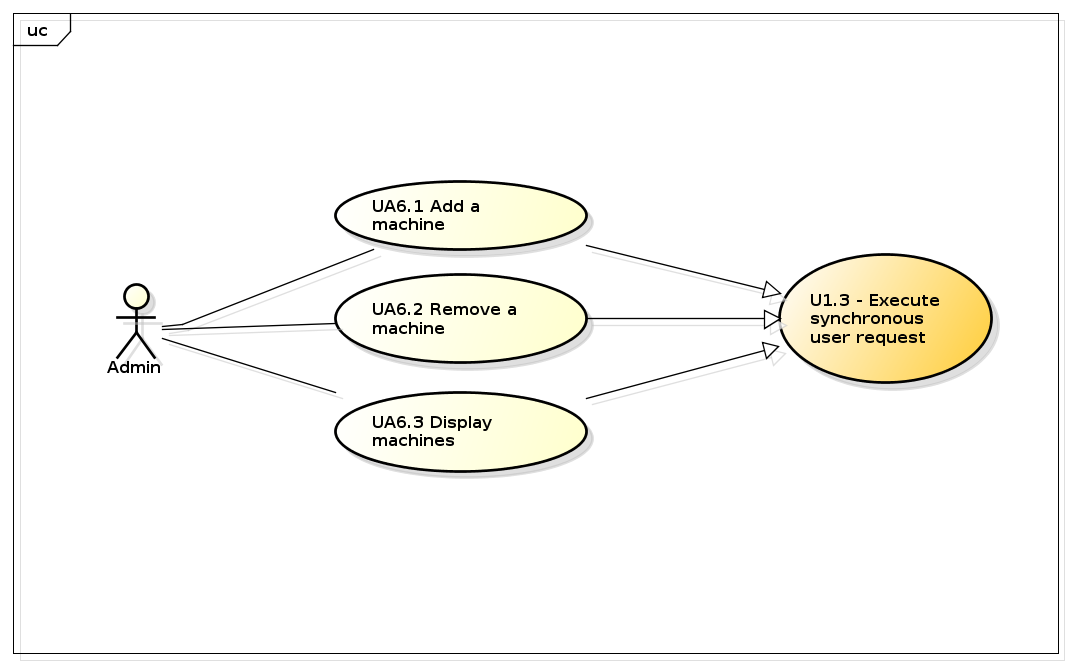 uc
UA6.1 Add a
machine
UA6.2 Remove a
machine
U1.3 - Execute
synchronous
user request
Admin
UA6.3 Display
machines